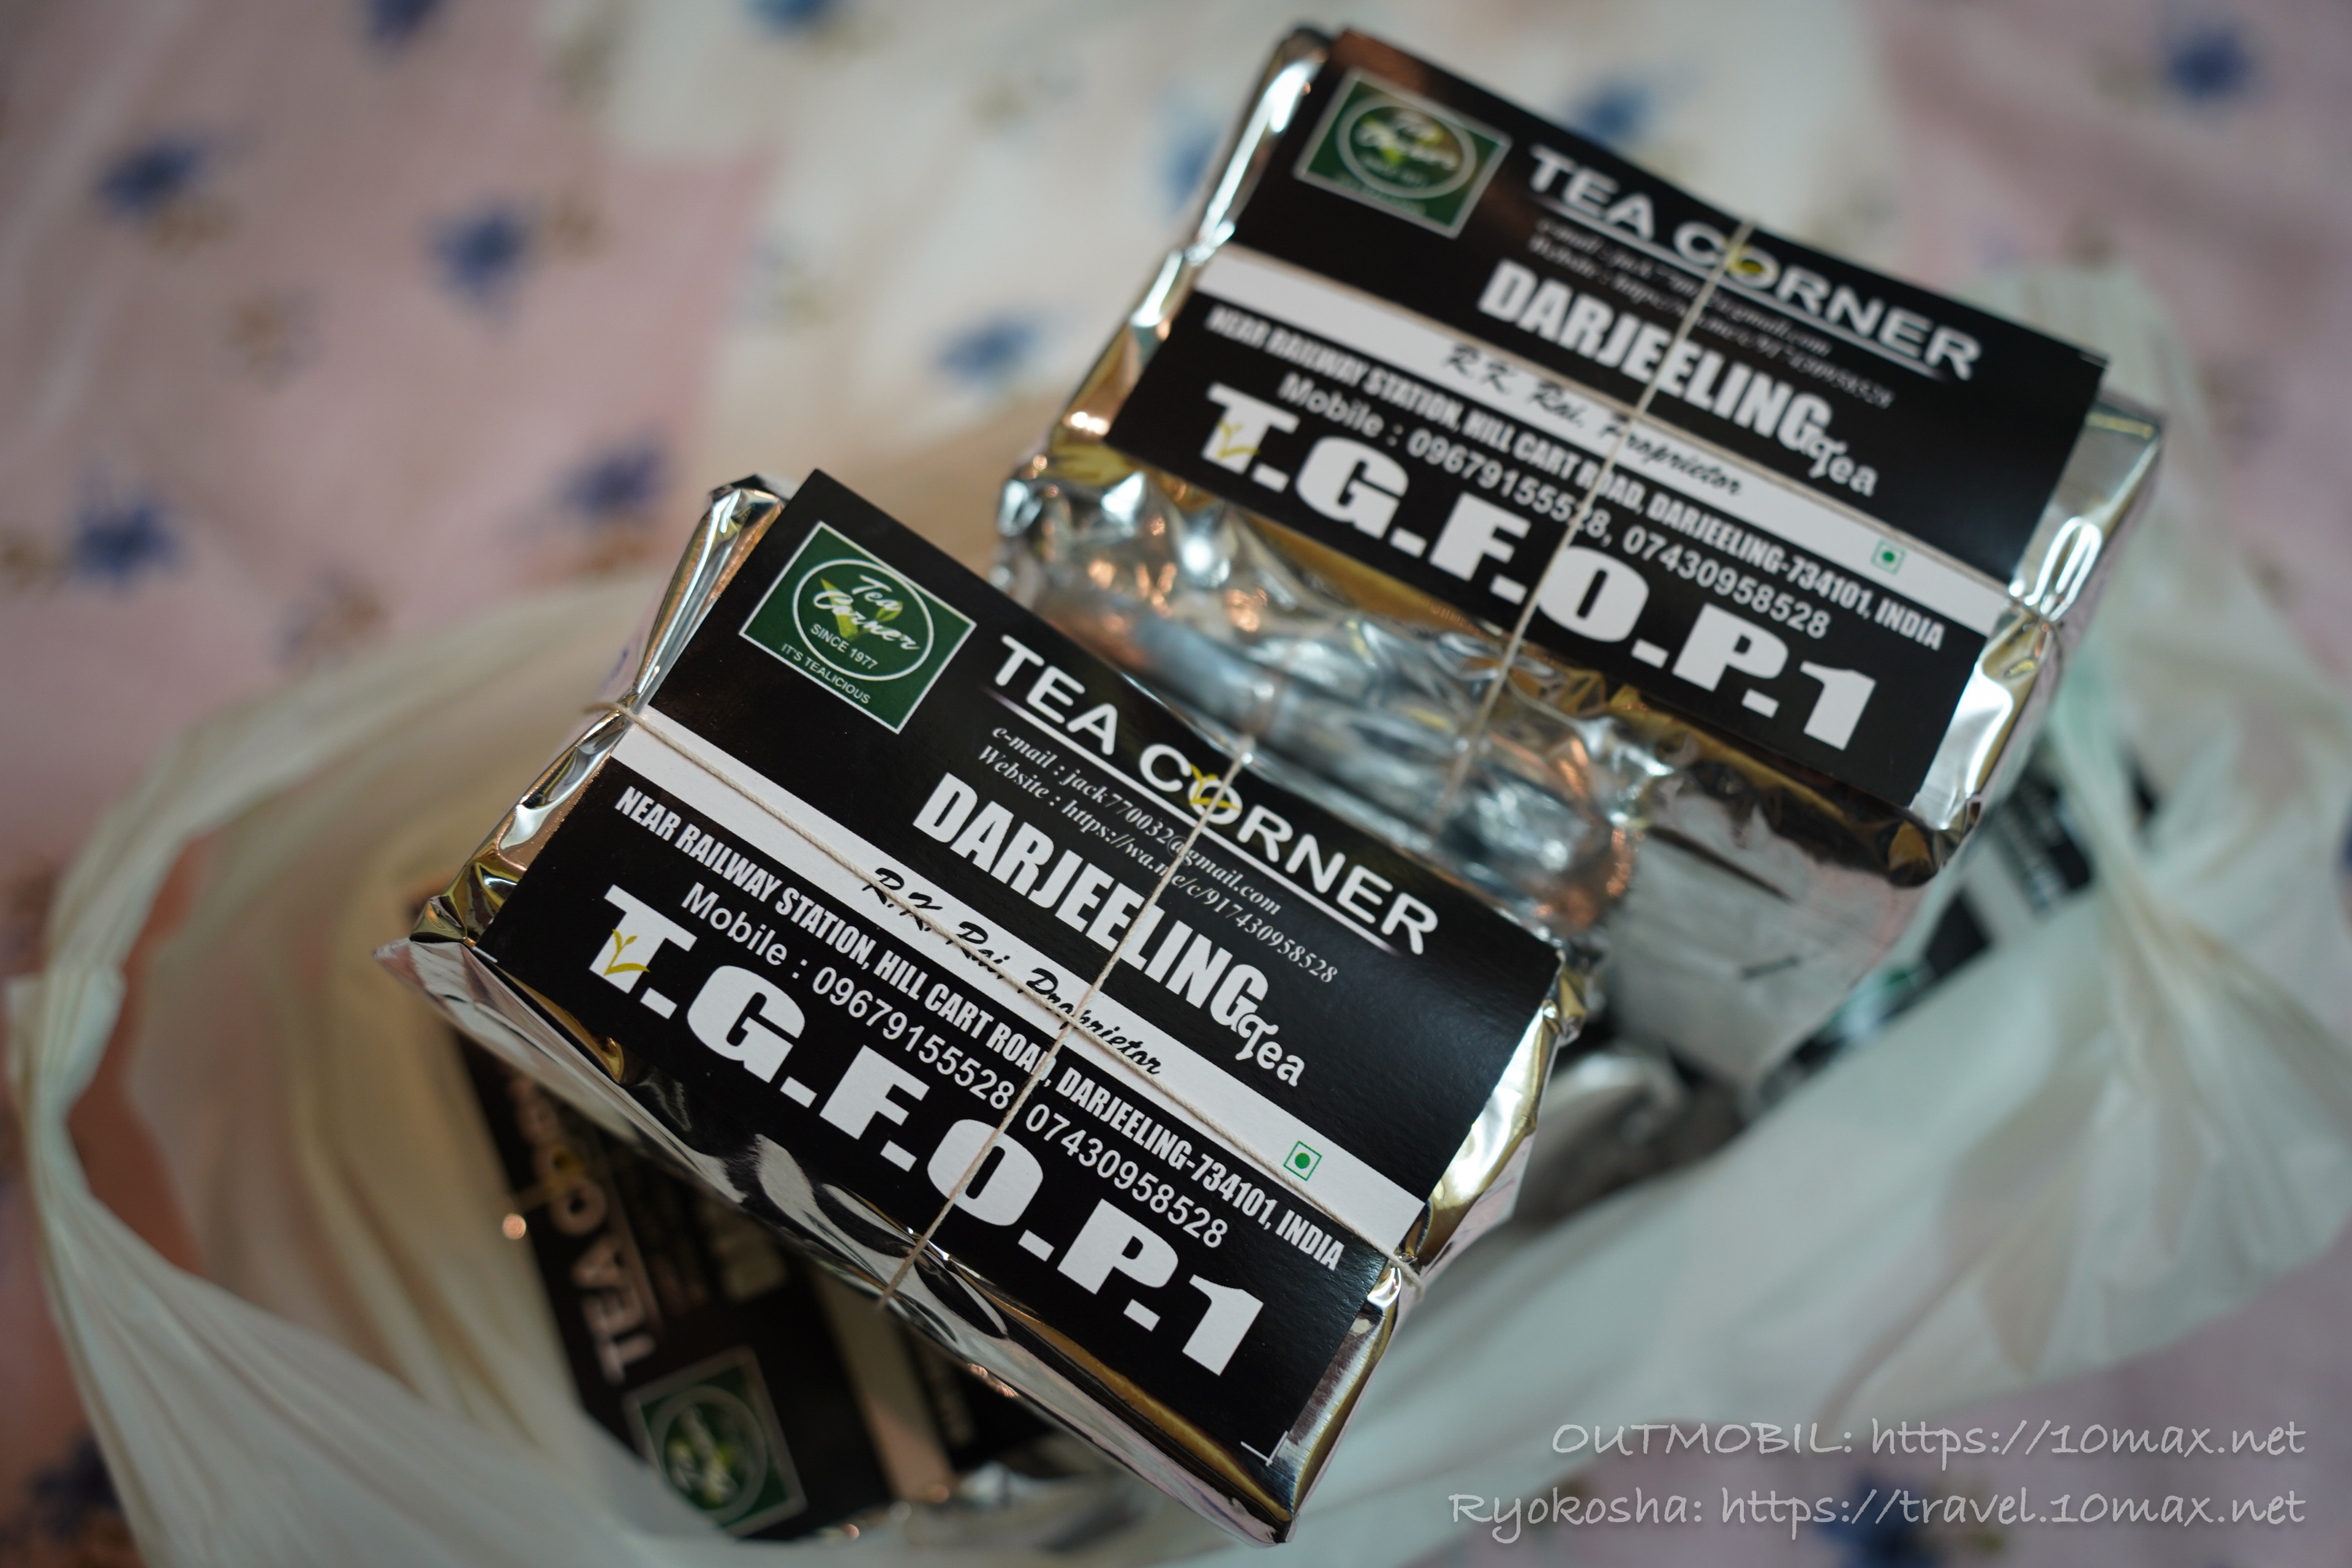 Tea
Corner
TEA CORNER
DARJEELING Tea
R.K. Rai, Proprietor
NEAR RAILWAY STATION, HILL CART ROAD, DARJEELING-734101, INDIA
Mobile : 09679155528, 07430958528
T.G.F.O.P.1
Tea
Corner
SINCE 1977
IT'S TEALICIOUS
TEA CORNER
e-mail : jack770032@gmail.com
Website : https://wa.me/c/917430958528
DARJEELING Tea
R.K. Rai, Proprietor
NEAR RAILWAY STATION, HILL CART ROAD, DARJEELING-734101, INDIA
Mobile : 09679155528, 07430958528
T.G.F.O.P.1
TEA
OUTMOBIL: https://10max.net
Ryokosha: https://travel.10max.net